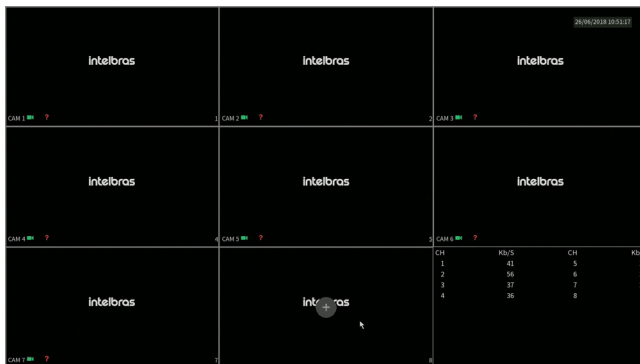 26/06/2018 10:51:17
intelbras
intelbras
intelbras
CAM 1 ? 1
CAM 2 ? 2
CAM 3 ?
intelbras
intelbras
intelbras
CAM 4 ? 4
CAM 5 ?
CAM 6 ?
CH Kb/S CH Kb
1 41 5
2 56 6
3 37 7
4 36 8
intelbras
+
CAM 7 ? 7
8